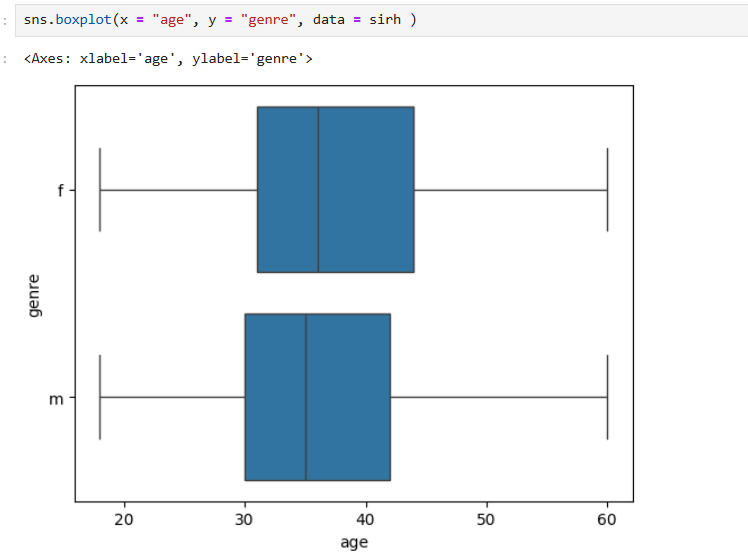 : sns.boxplot(x = "age", y = "genre", data = sirh )
: <Axes: xlabel='age', ylabel='genre'>
f
genre
m
20 30 40 50 60
age